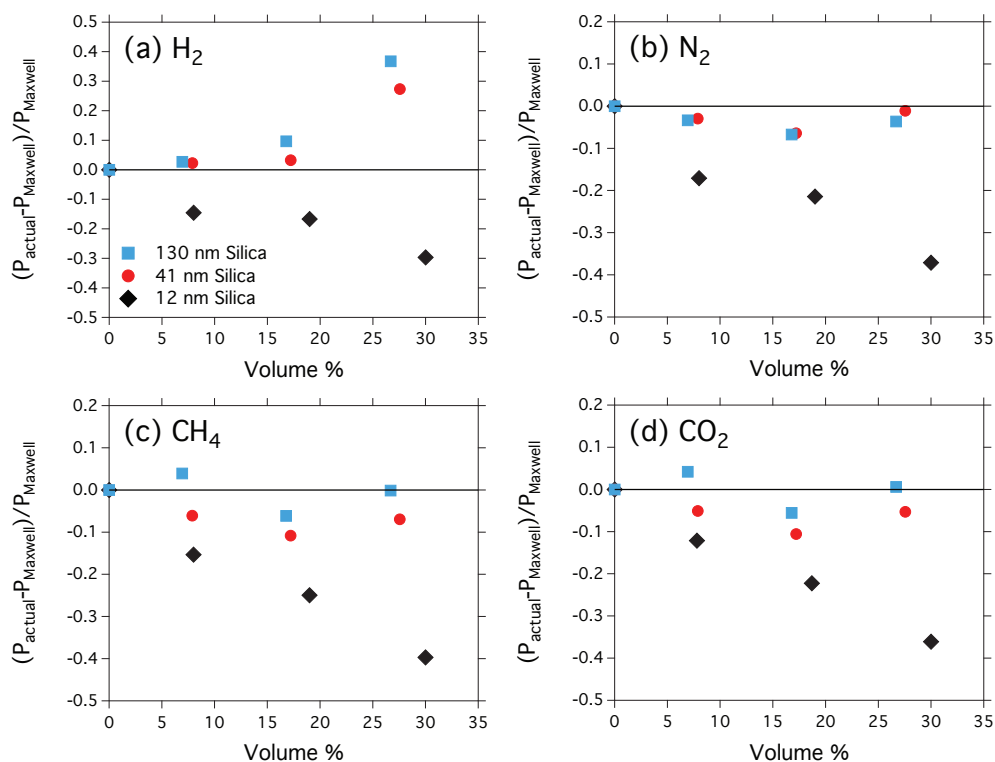 (a) H2
(Pactual-PMaxwell)/PMaxwell
0.5
0.4
0.3
0.2
0.1
0.0
-0.1
-0.2
-0.3
-0.4
-0.5
130 nm Silica
41 nm Silica
12 nm Silica
0 5 10 15 20 25 30 35
Volume %
(b) N2
(Pactual-PMaxwell)/PMaxwell
0.2
0.1
0.0
-0.1
-0.2
-0.3
-0.4
-0.5
0 5 10 15 20 25 30 35
Volume %
(c) CH4
(Pactual-PMaxwell)/PMaxwell
0.2
0.1
0.0
-0.1
-0.2
-0.3
-0.4
-0.5
0 5 10 15 20 25 30 35
Volume %
(d) CO2
(Pactual-PMaxwell)/PMaxwell
0.2
0.1
0.0
-0.1
-0.2
-0.3
-0.4
-0.5
0 5 10 15 20 25 30 35
Volume %